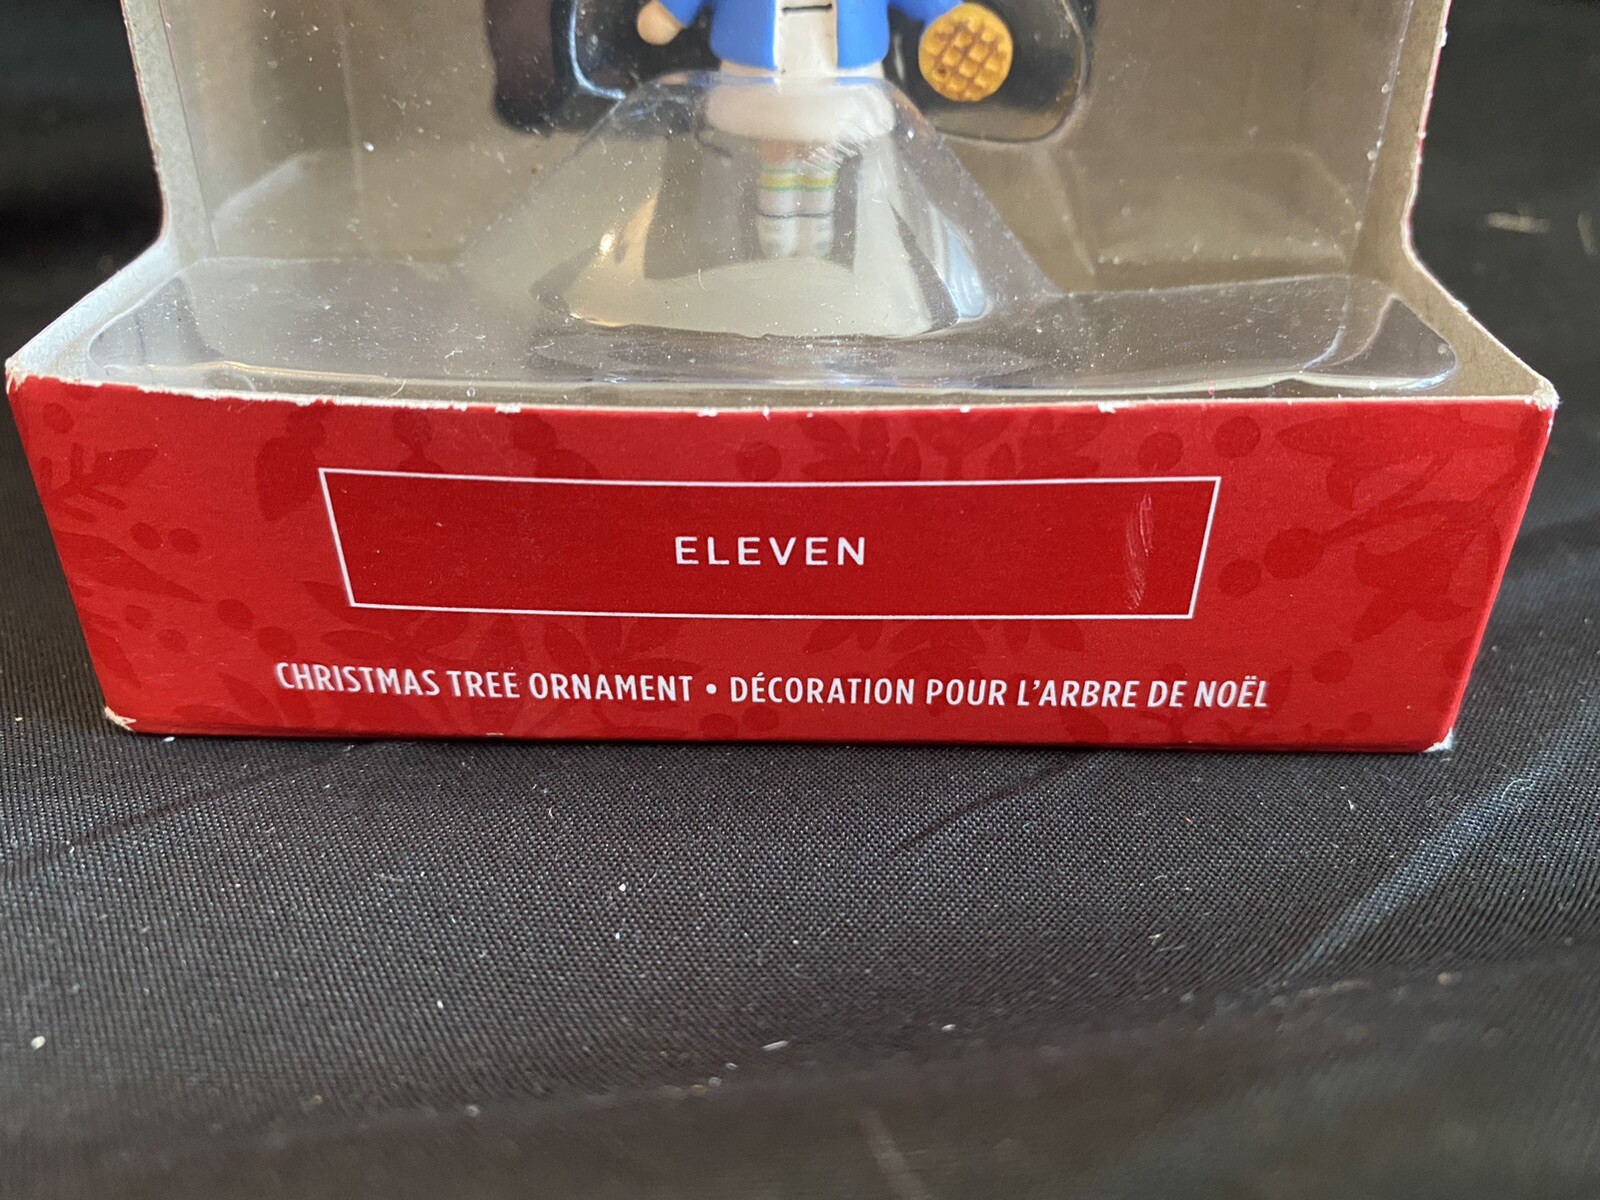 ELEVEN
CHRISTMAS TREE ORNAMENT • DÉCORATION POUR L'ARBRE DE NOËL